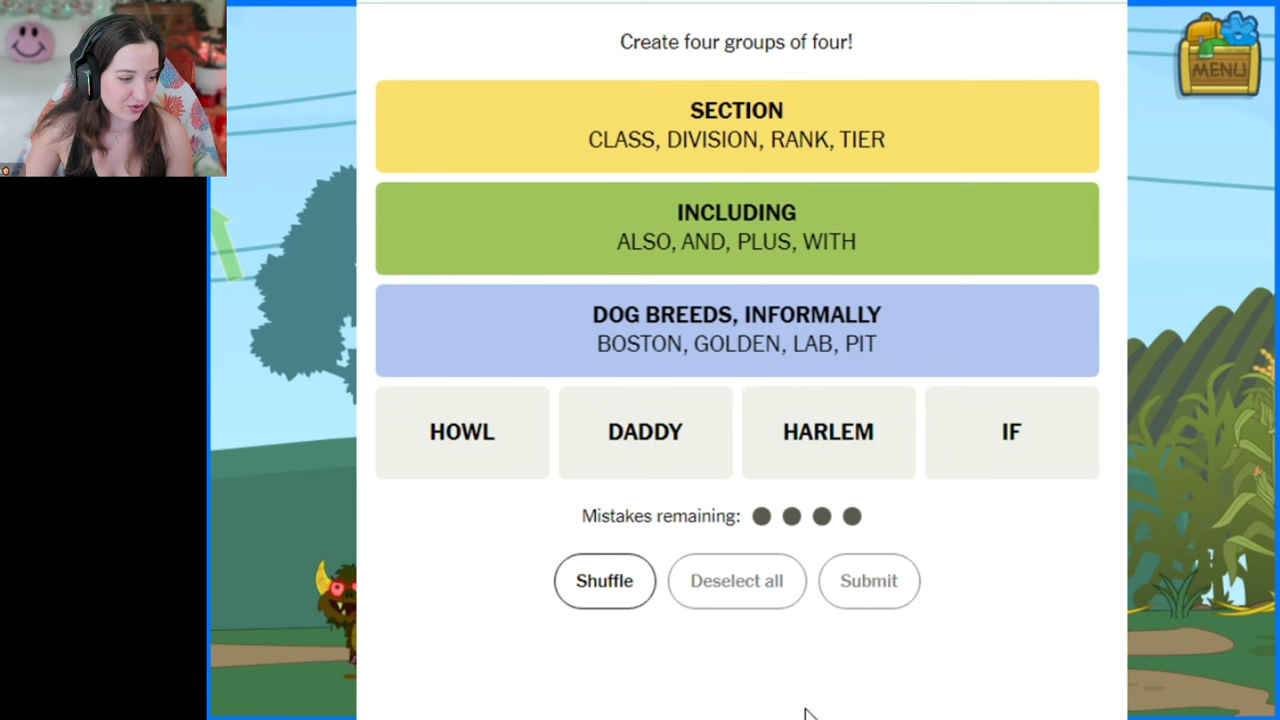 Create four groups of four!
MENU
SECTION
CLASS, DIVISION, RANK, TIER
INCLUDING
ALSO, AND, PLUS, WITH
DOG BREEDS, INFORMALLY
BOSTON, GOLDEN, LAB, PIT
HOWL DADDY HARLEM IF
Mistakes remaining:
Shuffle Deselect all Submit